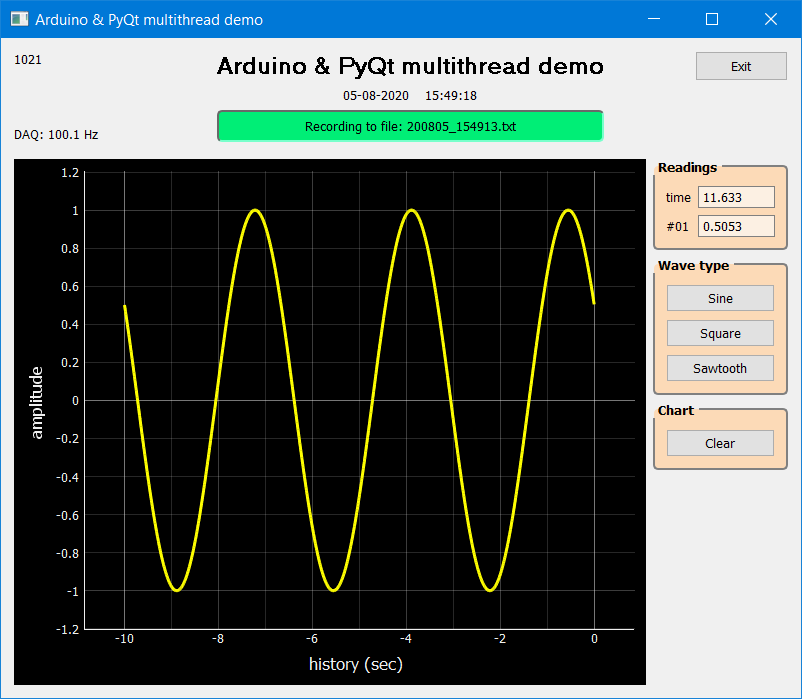 Arduino & PyQt multithread demo
1021
Arduino & PyQt multithread demo
Exit
05-08-2020 15:49:18
Recording to file: 200805_154913.txt
DAQ: 100.1 Hz
1.2
1
0.8
0.6
0.4
0.2
0
-0.2
-0.4
-0.6
-0.8
-1
-1.2
amplitude
-10 -8 -6 -4 -2 0
history (sec)
Readings
time 11.633
#01 0.5053
Wave type
Sine
Square
Sawtooth
Chart
Clear